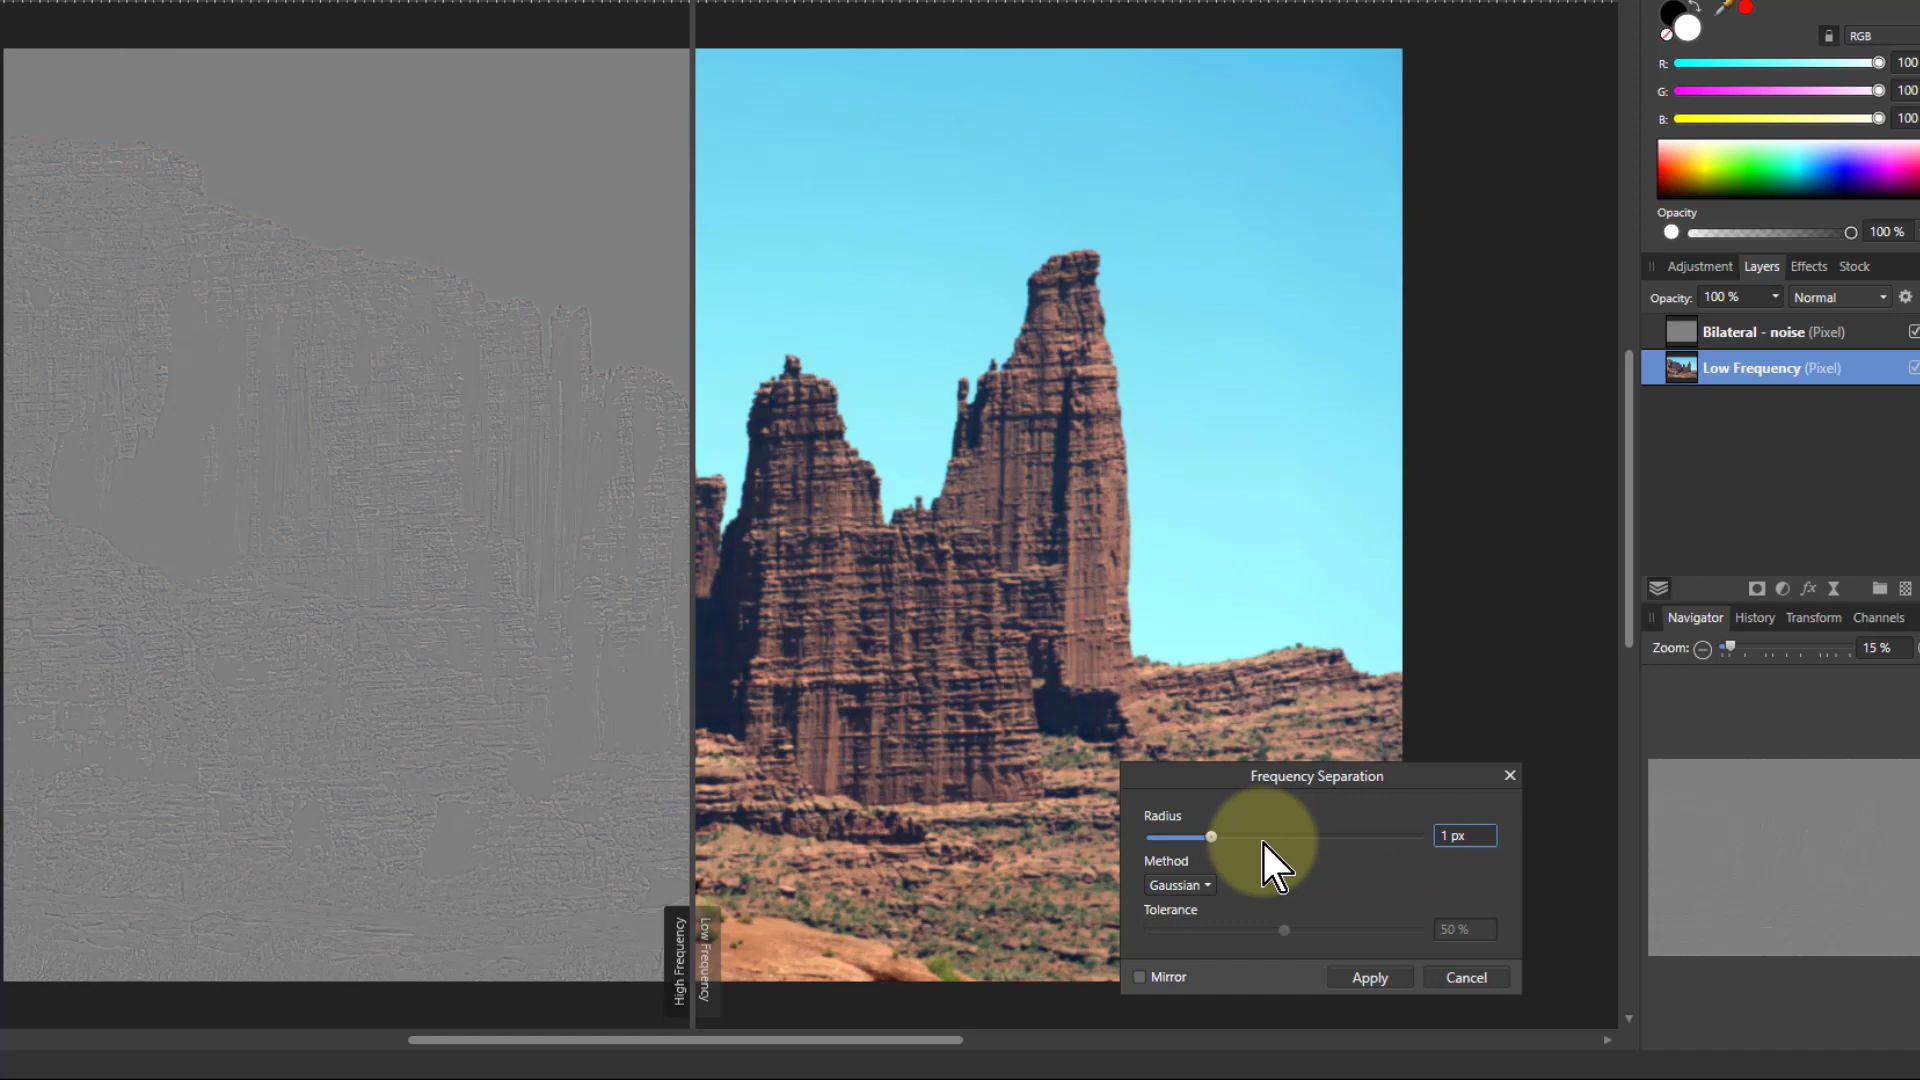 RGB
R: 100
G: 100
B: 100
Opacity
100 %
Adjustment Layers Effects Stock
Opacity: 100 % Normal
Bilateral - noise (Pixel)
Low Frequency (Pixel)
fx
Navigator History Transform Channels
Zoom: 15 %
High Frequency
Low Frequency
Frequency Separation
Radius
1 px
Method
Gaussian
Tolerance
50 %
Mirror Apply Cancel